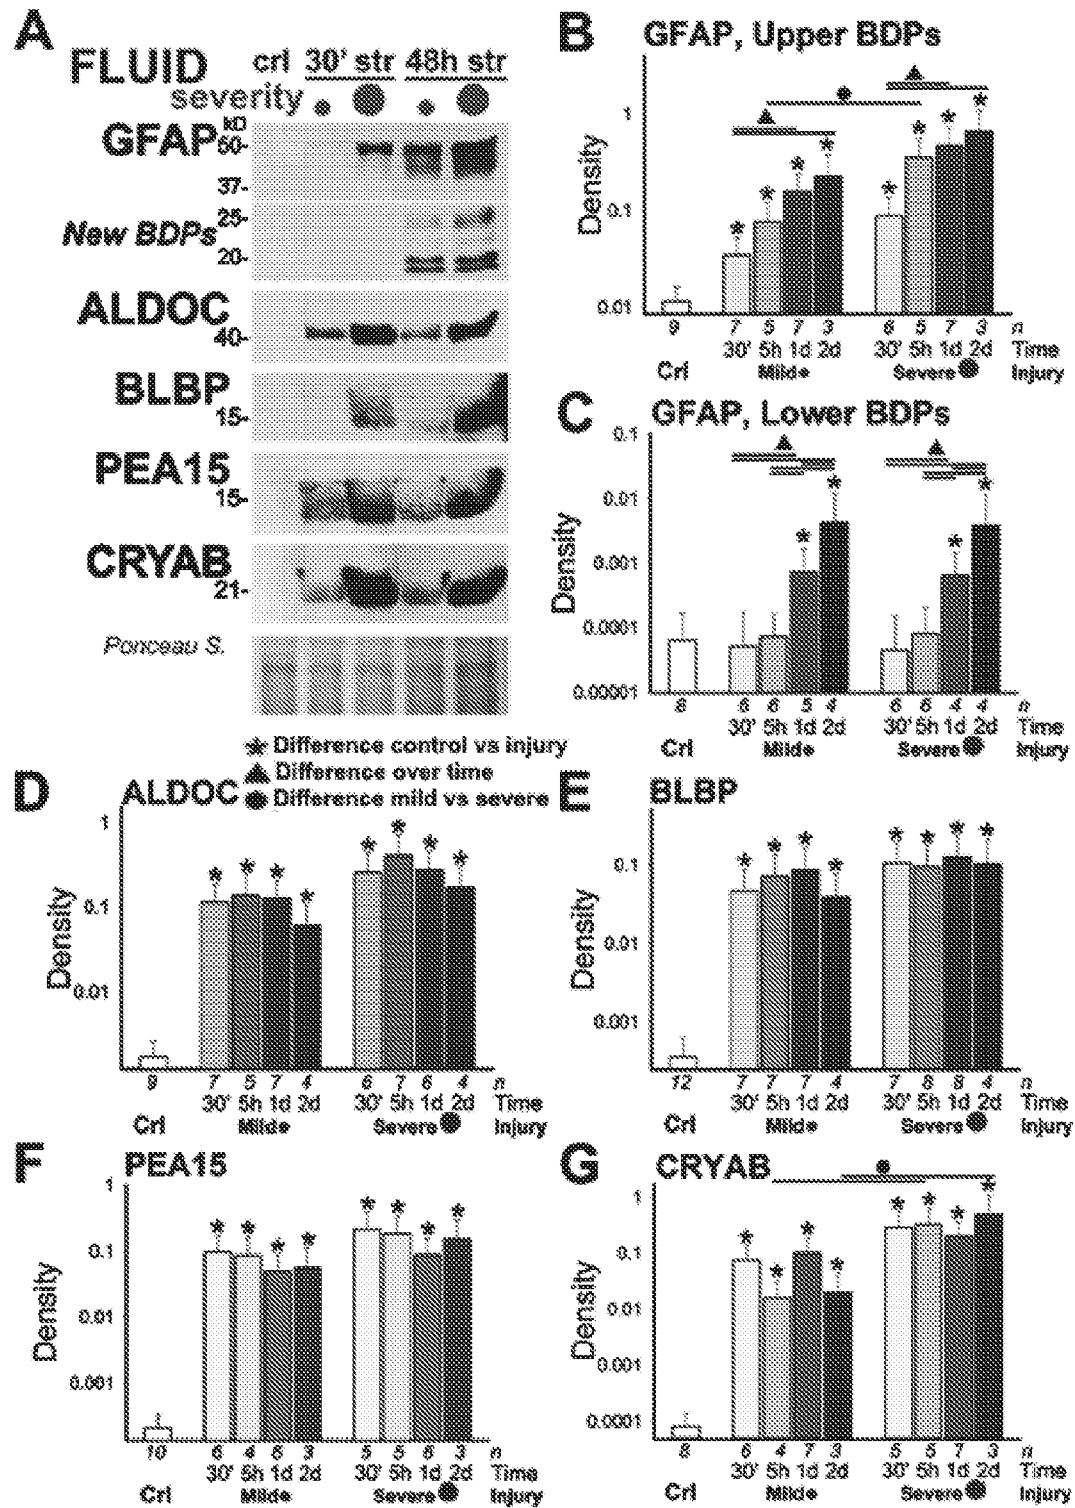 A
FLUID crl 30' str 48h str
severity
kD
GFAP 50-
37-
New BDPs 25-
20-
ALDOC 40-
BLBP 15-
PEA15 15-
CRYAB 21-
Ponceau S.
★ Difference control vs injury
▲ Difference over time
● Difference mild vs severe
B GFAP, Upper BDPs
Density
1
0.1
0.01
9 7 5 7 3 6 5 7 3 n
30' 5h 1d 2d 30' 5h 1d 2d Time
Crl Mild● Severe● Injury
C GFAP, Lower BDPs
Density
0.1
0.01
0.001
0.0001
0.00001
8 6 6 5 4 6 6 4 4 n
30' 5h 1d 2d 30' 5h 1d 2d Time
Crl Mild● Severe● Injury
D ALDOC
Density
1
0.1
0.01
9 7 5 7 4 6 7 6 4 n
30' 5h 1d 2d 30' 5h 1d 2d Time
Crl Mild● Severe● Injury
E BLBP
Density
0.1
0.01
0.001
12 7 7 7 4 7 8 8 4 n
30' 5h 1d 2d 30' 5h 1d 2d Time
Crl Mild● Severe● Injury
F PEA15
Density
1
0.1
0.01
0.001
10 6 4 6 3 5 5 6 3 n
30' 5h 1d 2d 30' 5h 1d 2d Time
Crl Mild● Severe● Injury
G CRYAB
Density
1
0.1
0.01
0.001
0.0001
8 6 4 7 3 5 5 7 3 n
30' 5h 1d 2d 30' 5h 1d 2d Time
Crl Mild● Severe● Injury